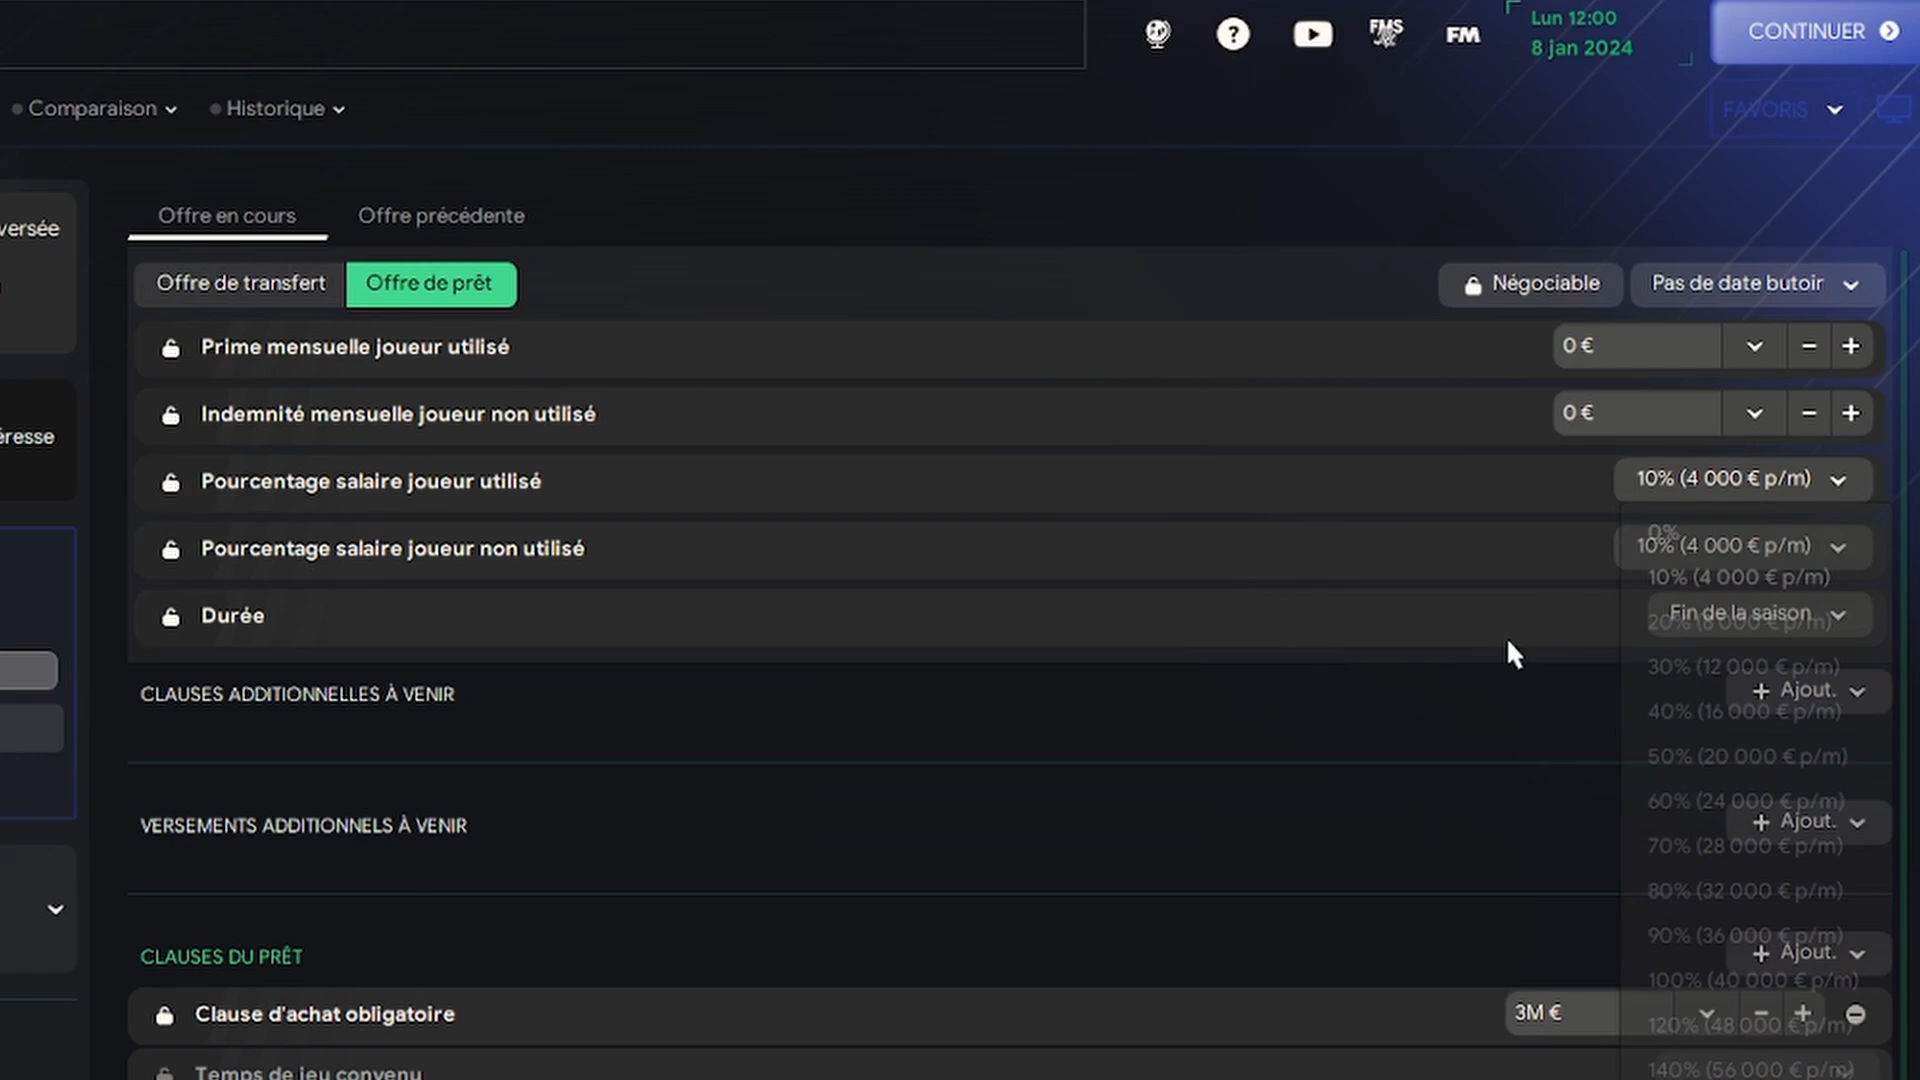 FMS
FM
Lun 12:00
8 jan 2024
CONTINUER
Comparaison
Historique
FAVORIS
versée
éresse
Offre en cours
Offre précédente
Offre de transfert
Offre de prêt
Négociable
Pas de date butoir
Prime mensuelle joueur utilisé
0 €
Indemnité mensuelle joueur non utilisé
0 €
Pourcentage salaire joueur utilisé
10% (4 000 € p/m)
0%
Pourcentage salaire joueur non utilisé
10% (4 000 € p/m)
10% (4 000 € p/m)
Durée
Fin de la saison
20% (8 000 € p/m)
30% (12 000 € p/m)
CLAUSES ADDITIONNELLES À VENIR
+ Ajout.
40% (16 000 € p/m)
50% (20 000 € p/m)
60% (24 000 € p/m)
VERSEMENTS ADDITIONNELS À VENIR
+ Ajout.
70% (28 000 € p/m)
80% (32 000 € p/m)
90% (36 000 € p/m)
CLAUSES DU PRÊT
+ Ajout.
100% (40 000 € p/m)
Clause d'achat obligatoire
3M €
120% (48 000 € p/m)
Temps de jeu convenu
140% (56 000 € p/m)